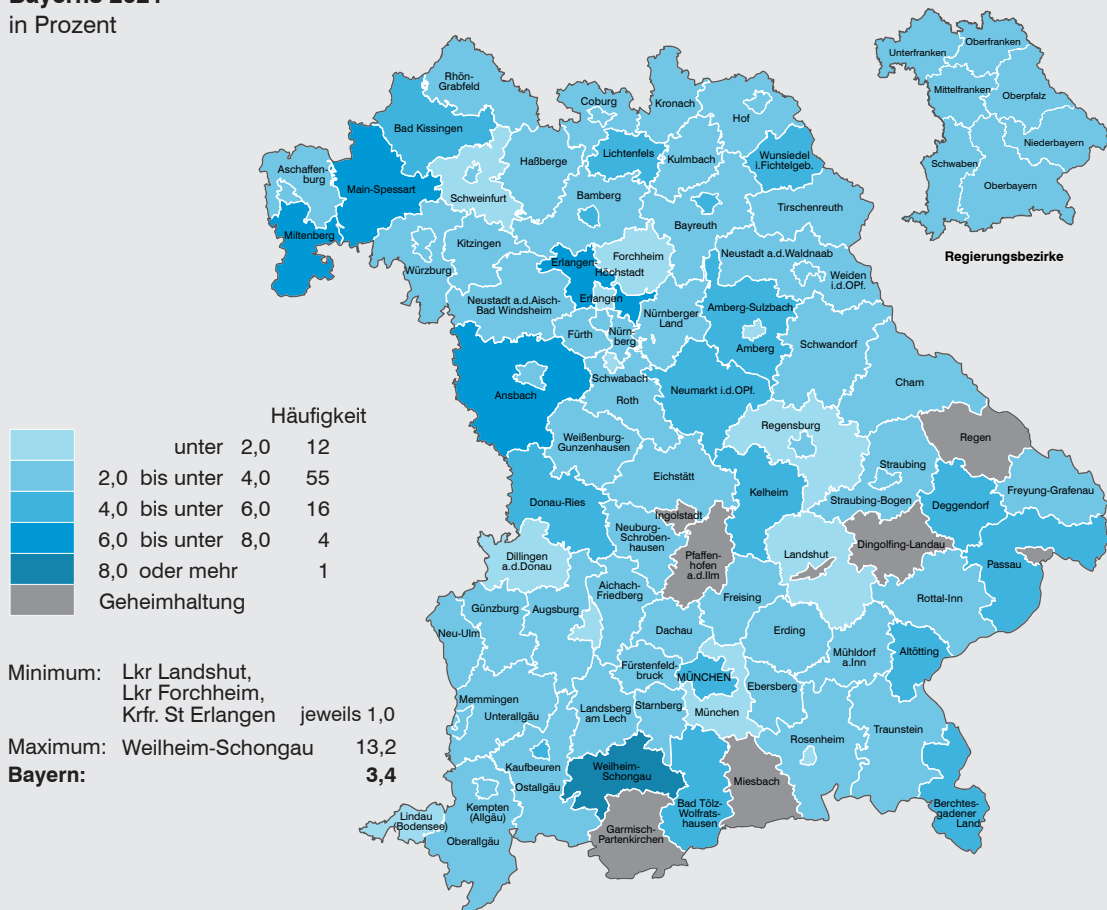 Bayerns 2021
in Prozent
Rhön-
Grabfeld
Coburg
Kronach
Hof
Bad Kissingen
Lichtenfels
Kulmbach
Wunsiedel
i.Fichtelgeb.
Haßberge
Aschaffen-
burg
Main-Spessart
Schweinfurt
Bamberg
Bayreuth
Tirschenreuth
Miltenberg
Kitzingen
Würzburg
Erlangen-
Höchstadt
Forchheim
Neustadt a.d.Waldnaab
Weiden
i.d.OPf.
Neustadt a.d.Aisch-
Bad Windsheim
Erlangen
Nürnberger
Land
Amberg-Sulzbach
Fürth
Nürn-
berg
Amberg
Schwandorf
Ansbach
Schwabach
Roth
Neumarkt i.d.OPf.
Cham
Weißenburg-
Gunzenhausen
Regensburg
Regen
Eichstätt
Straubing
Donau-Ries
Kelheim
Straubing-Bogen
Deggendorf
Freyung-Grafenau
Ingolstadt
Neuburg-
Schroben-
hausen
Pfaffen-
hofen
a.d.Ilm
Dillingen
a.d.Donau
Landshut
Dingolfing-Landau
Passau
Aichach-
Friedberg
Freising
Rottal-Inn
Günzburg
Augsburg
Neu-Ulm
Dachau
Erding
Mühldorf
a.Inn
Altötting
Fürstenfeld-
bruck
MÜNCHEN
Ebersberg
Memmingen
Unterallgäu
Landsberg
am Lech
Starnberg
München
Rosenheim
Traunstein
Kaufbeuren
Ostallgäu
Weilheim-
Schongau
Bad Tölz-
Wolfrats-
hausen
Miesbach
Berchtes-
gadener
Land
Lindau
(Bodensee)
Kempten
(Allgäu)
Oberallgäu
Garmisch-
Partenkirchen
Unterfranken
Oberfranken
Mittelfranken
Oberpfalz
Niederbayern
Schwaben
Oberbayern
Regierungsbezirke
Häufigkeit
unter 2,0 12
2,0 bis unter 4,0 55
4,0 bis unter 6,0 16
6,0 bis unter 8,0 4
8,0 oder mehr 1
Geheimhaltung
Minimum: Lkr Landshut,
Lkr Forchheim,
Krfr. St Erlangen jeweils 1,0
Maximum: Weilheim-Schongau 13,2
Bayern: 3,4